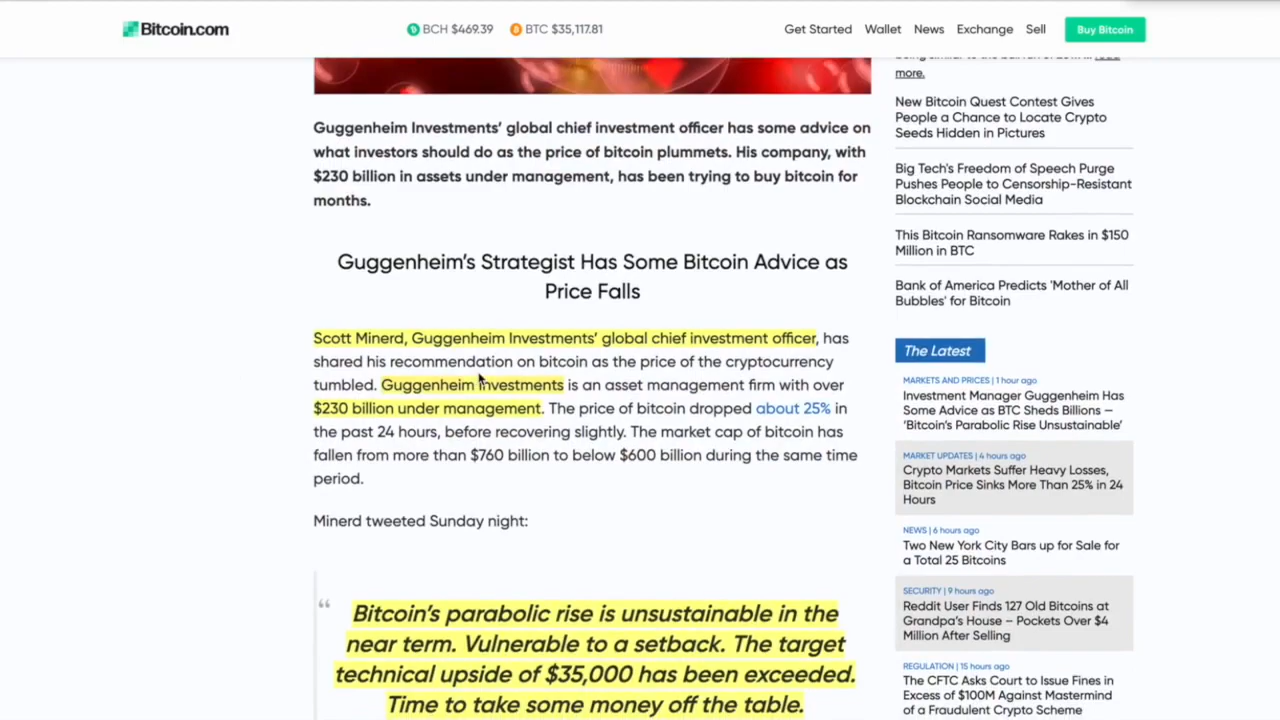 Bitcoin.com
BCH $469.39
BTC $35,117.81
Get Started
Wallet
News
Exchange
Sell
Buy Bitcoin
Guggenheim Investments’ global chief investment officer has some advice on
what investors should do as the price of bitcoin plummets. His company, with
$230 billion in assets under management, has been trying to buy bitcoin for
months.
Guggenheim’s Strategist Has Some Bitcoin Advice as
Price Falls
Scott Minerd, Guggenheim Investments’ global chief investment officer, has
shared his recommendation on bitcoin as the price of the cryptocurrency
tumbled. Guggenheim Investments is an asset management firm with over
$230 billion under management. The price of bitcoin dropped about 25% in
the past 24 hours, before recovering slightly. The market cap of bitcoin has
fallen from more than $760 billion to below $600 billion during the same time
period.
Minerd tweeted Sunday night:
“
Bitcoin’s parabolic rise is unsustainable in the
near term. Vulnerable to a setback. The target
technical upside of $35,000 has been exceeded.
Time to take some money off the table.
more.
New Bitcoin Quest Contest Gives
People a Chance to Locate Crypto
Seeds Hidden in Pictures
Big Tech's Freedom of Speech Purge
Pushes People to Censorship-Resistant
Blockchain Social Media
This Bitcoin Ransomware Rakes in $150
Million in BTC
Bank of America Predicts 'Mother of All
Bubbles' for Bitcoin
The Latest
MARKETS AND PRICES | 1 hour ago
Investment Manager Guggenheim Has
Some Advice as BTC Sheds Billions —
‘Bitcoin’s Parabolic Rise Unsustainable’
MARKET UPDATES | 4 hours ago
Crypto Markets Suffer Heavy Losses,
Bitcoin Price Sinks More Than 25% in 24
Hours
NEWS | 6 hours ago
Two New York City Bars up for Sale for
a Total 25 Bitcoins
SECURITY | 9 hours ago
Reddit User Finds 127 Old Bitcoins at
Grandpa’s House – Pockets Over $4
Million After Selling
REGULATION | 15 hours ago
The CFTC Asks Court to Issue Fines in
Excess of $100M Against Mastermind
of a Fraudulent Crypto Scheme